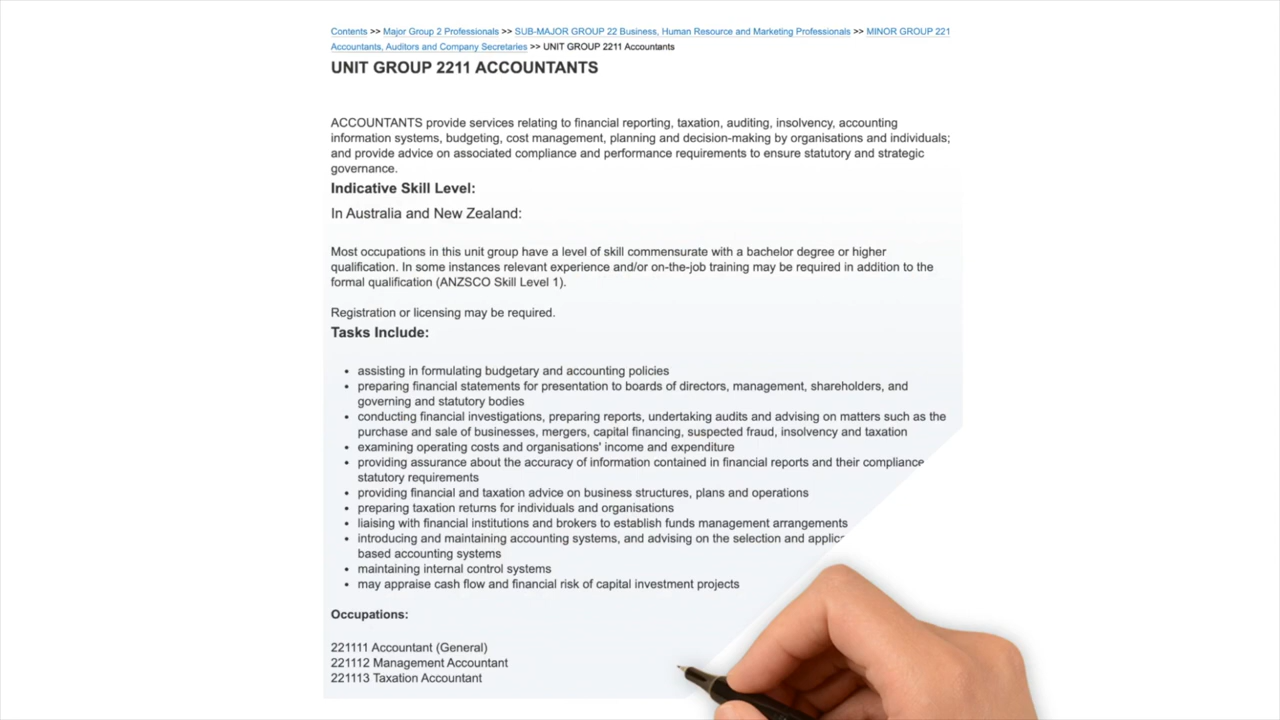 Contents >> Major Group 2 Professionals >> SUB-MAJOR GROUP 22 Business, Human Resource and Marketing Professionals >> MINOR GROUP 221
Accountants, Auditors and Company Secretaries >> UNIT GROUP 2211 Accountants
UNIT GROUP 2211 ACCOUNTANTS
ACCOUNTANTS provide services relating to financial reporting, taxation, auditing, insolvency, accounting
information systems, budgeting, cost management, planning and decision-making by organisations and individuals;
and provide advice on associated compliance and performance requirements to ensure statutory and strategic
governance.
Indicative Skill Level:
In Australia and New Zealand:
Most occupations in this unit group have a level of skill commensurate with a bachelor degree or higher
qualification. In some instances relevant experience and/or on-the-job training may be required in addition to the
formal qualification (ANZSCO Skill Level 1).
Registration or licensing may be required.
Tasks Include:
• assisting in formulating budgetary and accounting policies
• preparing financial statements for presentation to boards of directors, management, shareholders, and
governing and statutory bodies
• conducting financial investigations, preparing reports, undertaking audits and advising on matters such as the
purchase and sale of businesses, mergers, capital financing, suspected fraud, insolvency and taxation
• examining operating costs and organisations' income and expenditure
• providing assurance about the accuracy of information contained in financial reports and their compliance
statutory requirements
• providing financial and taxation advice on business structures, plans and operations
• preparing taxation returns for individuals and organisations
• liaising with financial institutions and brokers to establish funds management arrangements
• introducing and maintaining accounting systems, and advising on the selection and
based accounting systems
• maintaining internal control systems
• may appraise cash flow and financial risk of capital investment projects
Occupations:
221111 Accountant (General)
221112 Management Accountant
221113 Taxation Accountant